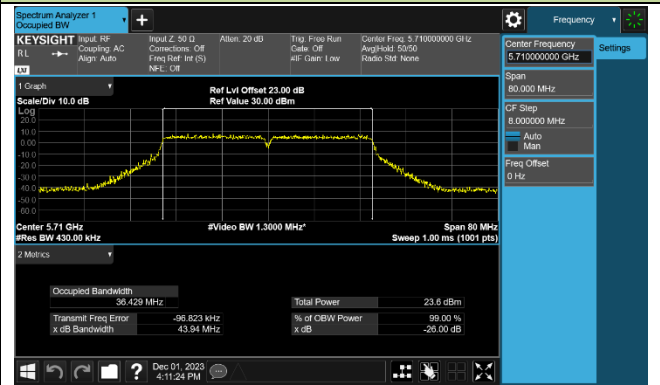 Spectrum Analyzer 1
Occupied BW
+
Frequency
KEYSIGHT
RL
LXI
Input: RF
Coupling: AC
Align: Auto
Input Z: 50 Ω
Corrections: Off
Freq Ref: Int (S)
NFE: Off
Atten: 20 dB
Trig: Free Run
Gate: Off
#IF Gain: Low
Center Freq: 5.710000000 GHz
Avg|Hold: 50/50
Radio Std: None
Center Frequency
5.710000000 GHz
Settings
Span
80.000 MHz
CF Step
8.000000 MHz
Auto
Man
Freq Offset
0 Hz
1 Graph
Scale/Div 10.0 dB
Ref Lvl Offset 23.00 dB
Ref Value 30.00 dBm
Log
20.0
10.0
0.00
-10.0
-20.0
-30.0
-40.0
-50.0
-60.0
Center 5.71 GHz
#Res BW 430.00 kHz
#Video BW 1.3000 MHz*
Span 80 MHz
Sweep 1.00 ms (1001 pts)
2 Metrics
Occupied Bandwidth
36.429 MHz
Total Power 23.6 dBm
Transmit Freq Error -96.823 kHz
% of OBW Power 99.00 %
x dB Bandwidth 43.94 MHz
x dB -26.00 dB
?
Dec 01, 2023
4:11:24 PM